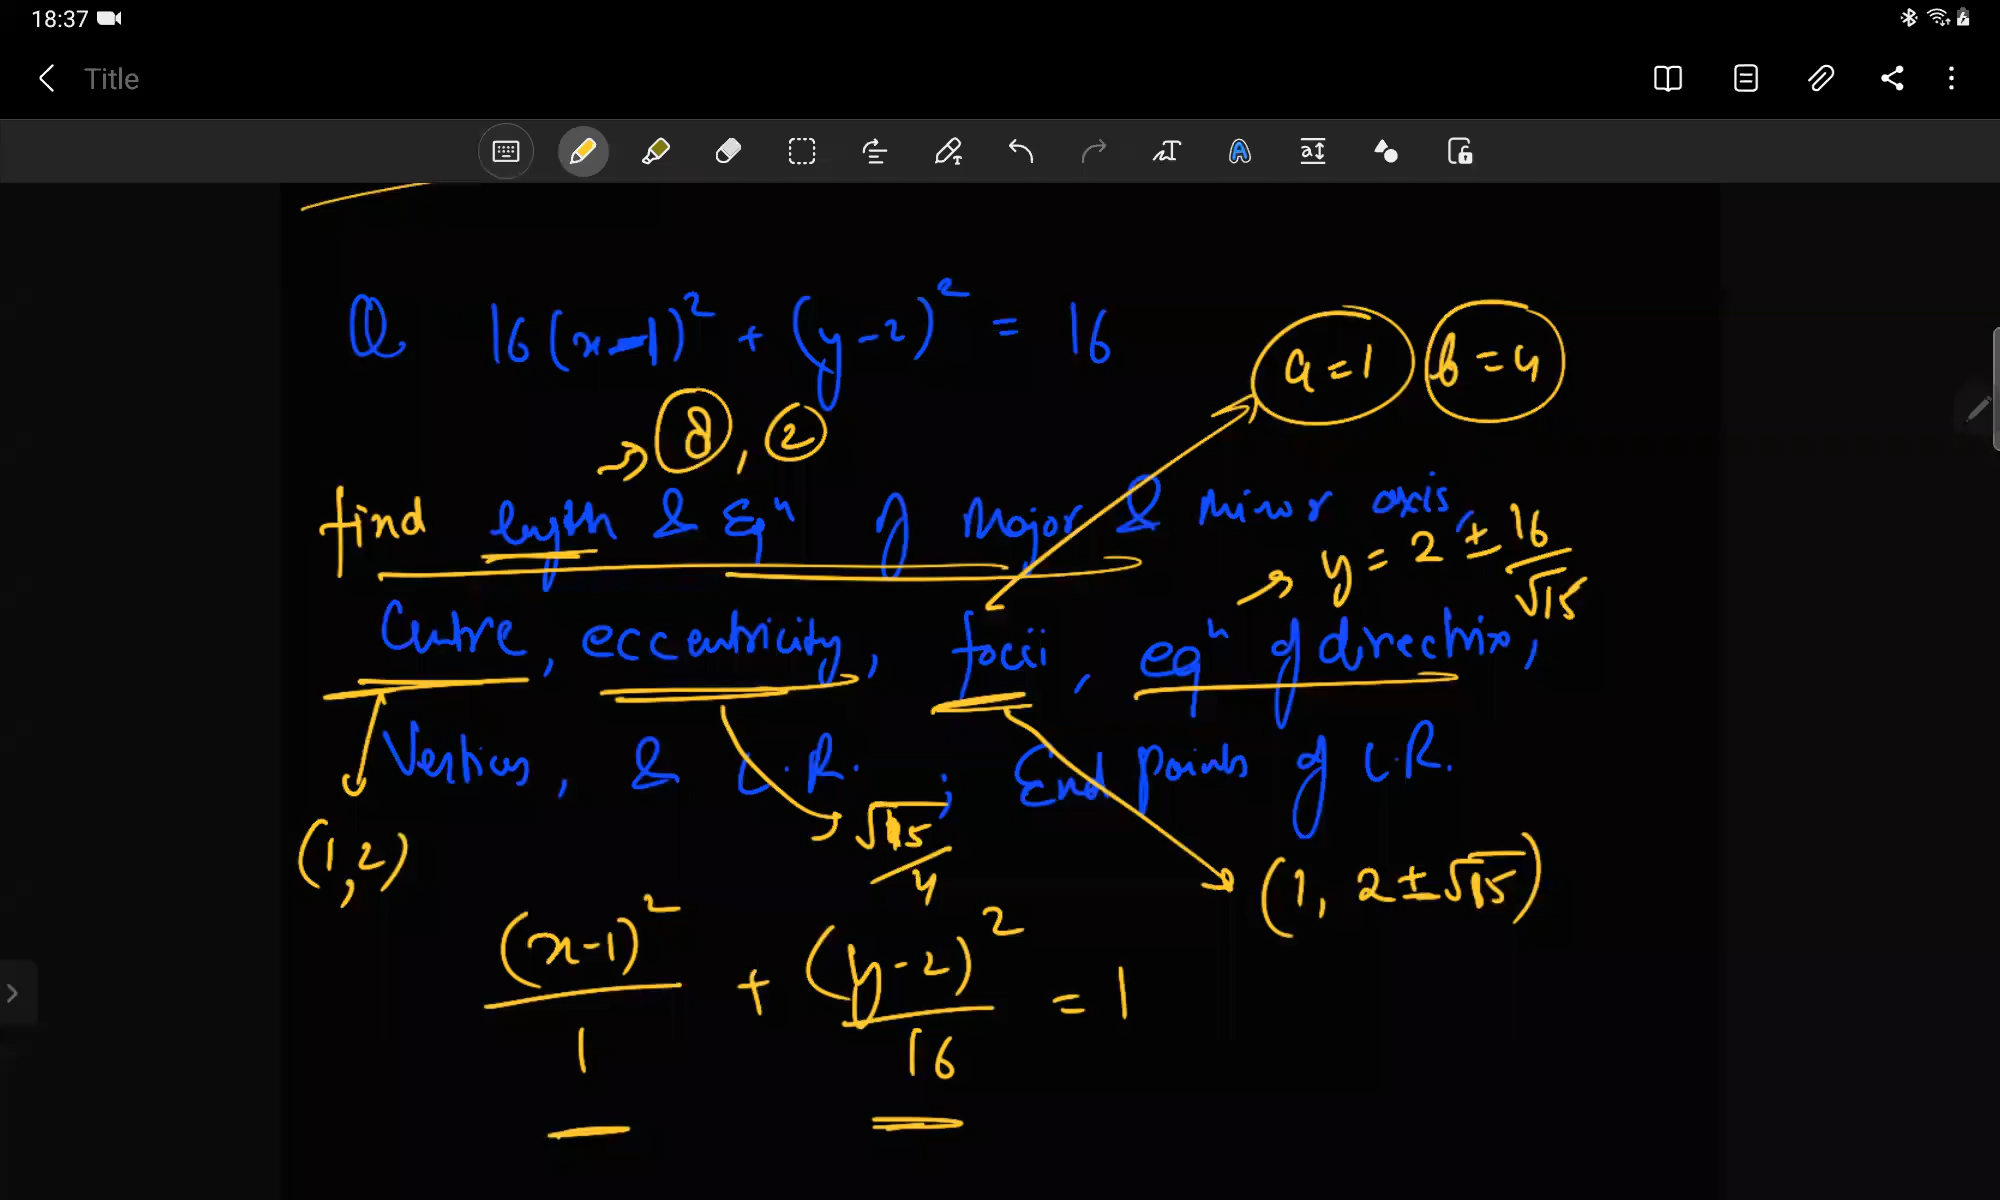 18:37
Title
Q. 16(x-1)² + (y-2)² = 16
a = 1 b = 4
→ 8, 2
find length & Eqⁿ of Major & Minor axis,
→ y = 2 ± 16/√15
Centre, eccentricity, focii, eqⁿ of directrix,
Vertices, & L.R. ; End points of L.R.
(1,2) √15/4 (1, 2±√15)
(x-1)²/1 + (y-2)²/16 = 1